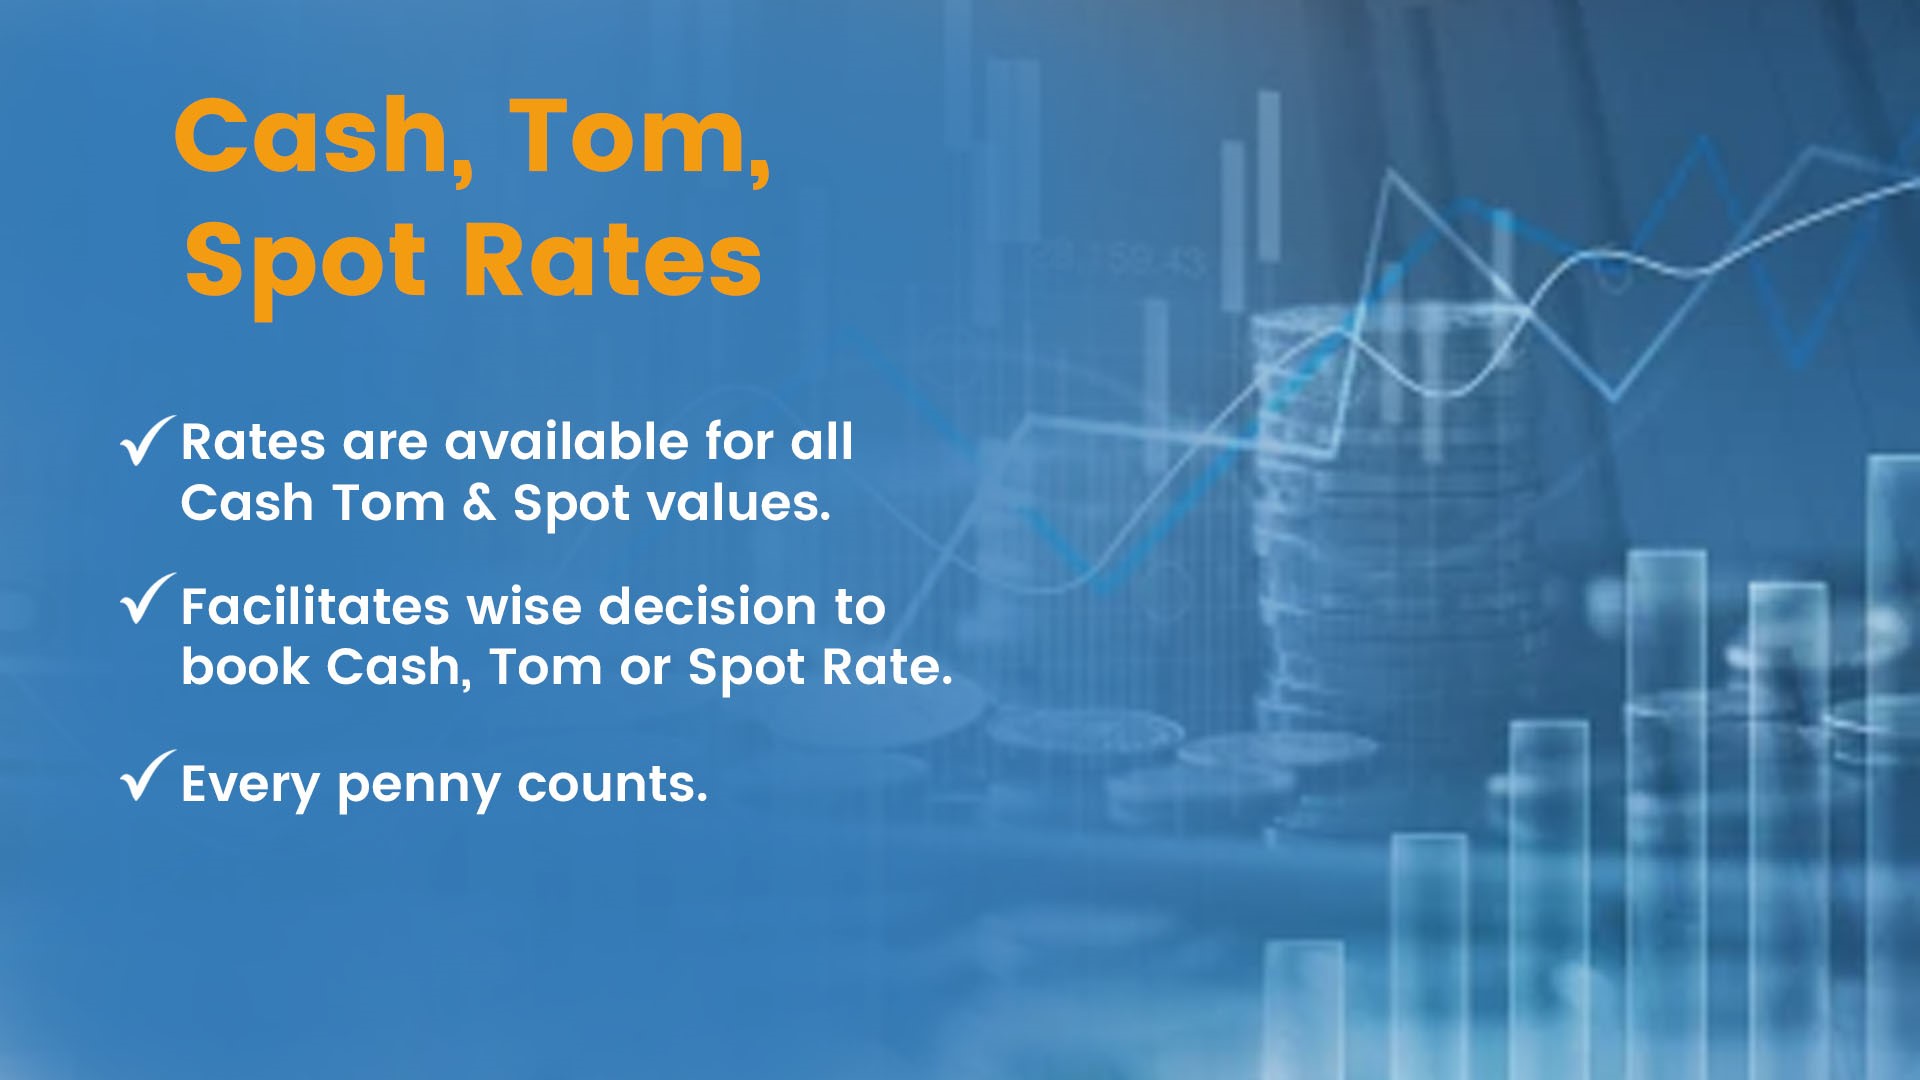 Cash, Tom,
Spot Rates
Rates are available for all
Cash Tom & Spot values.
Facilitates wise decision to
book Cash, Tom or Spot Rate.
Every penny counts.